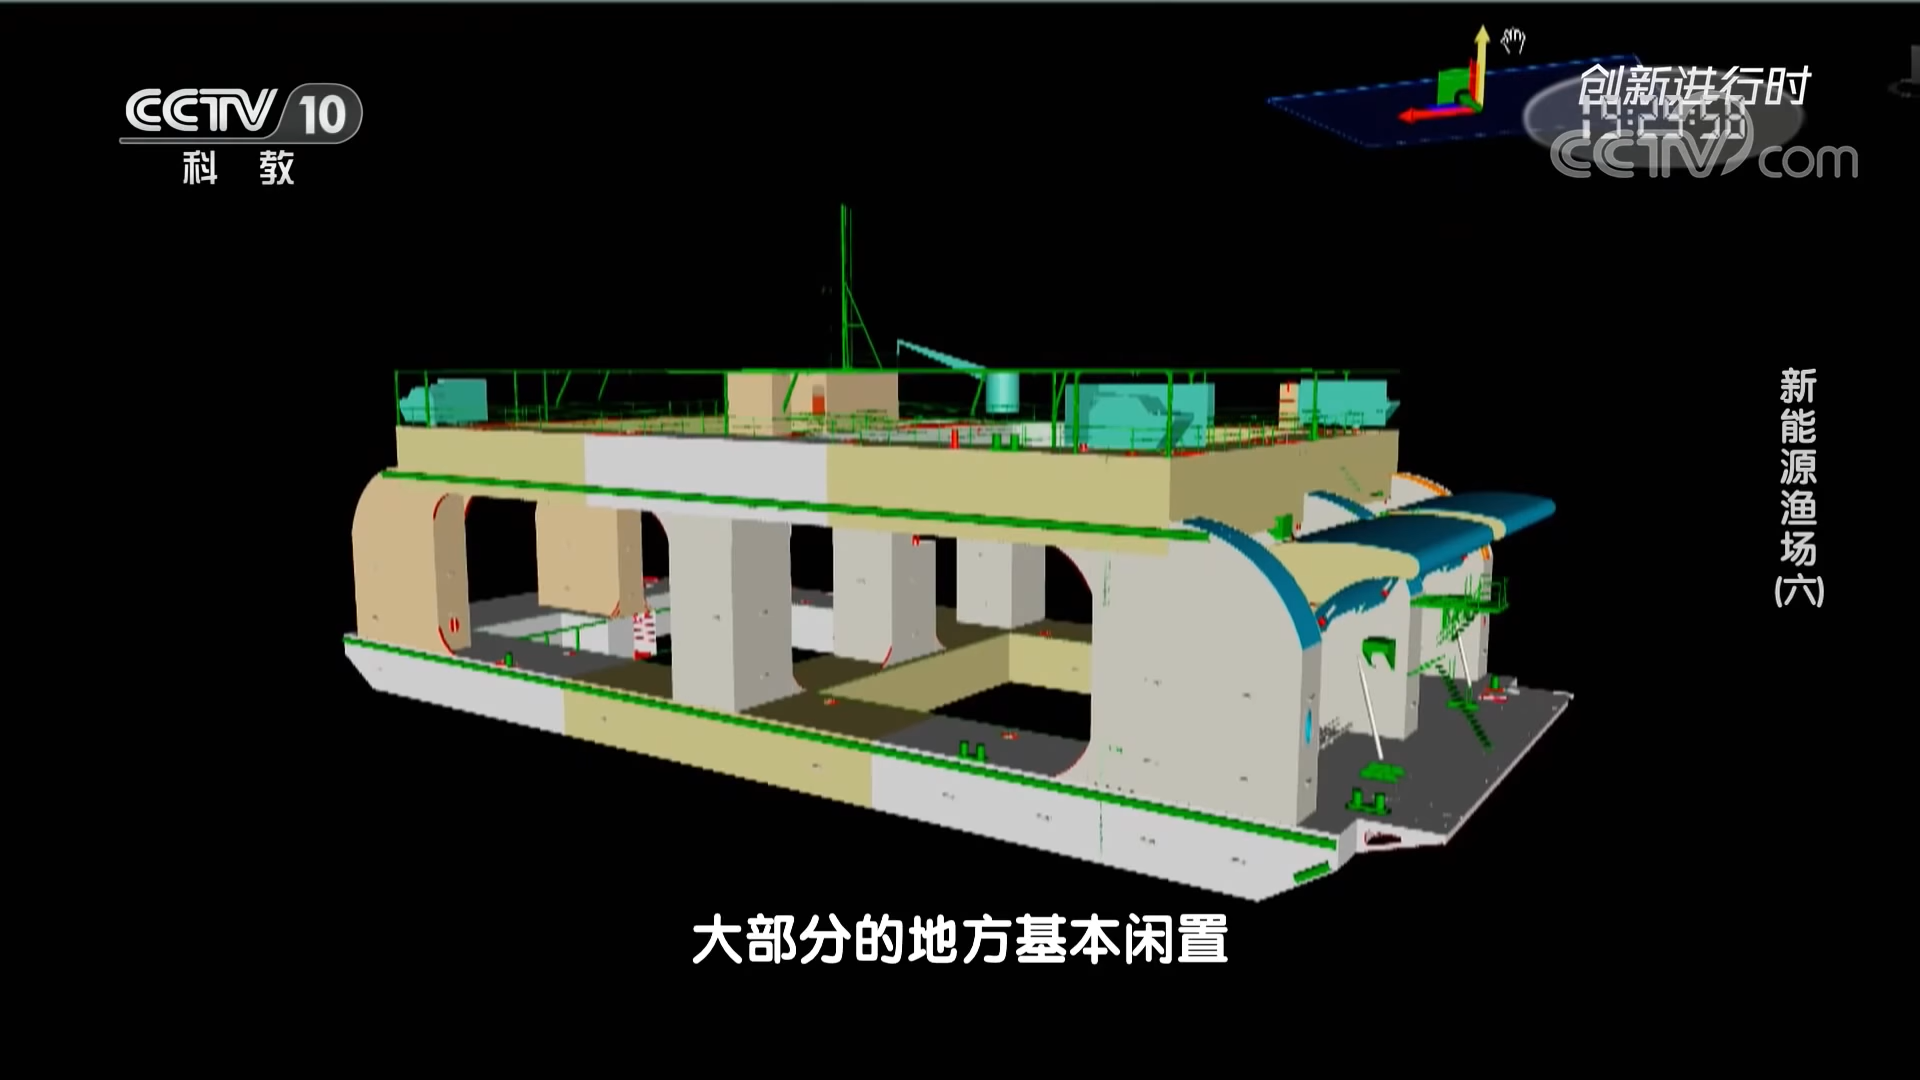 CCTV 10
科 教
创新进行时
CCTV.com
新能源渔场(六)
大部分的地方基本闲置